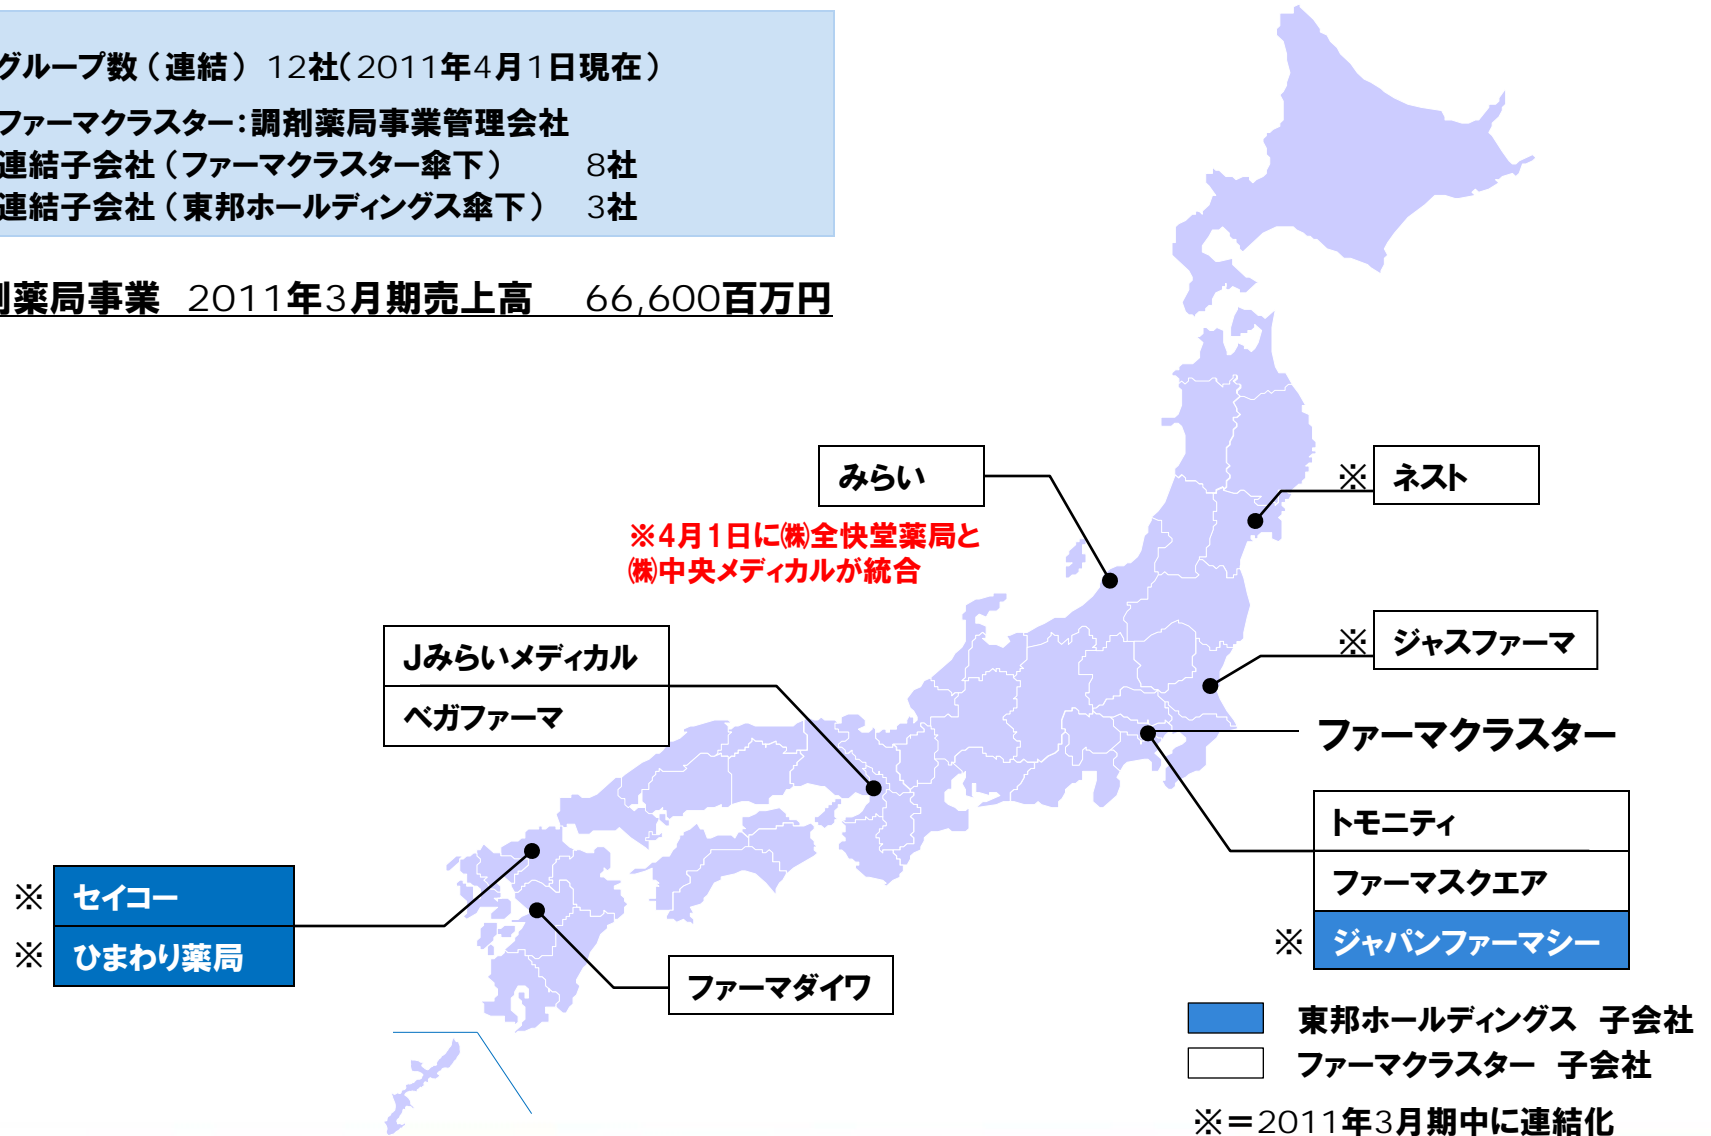 グループ数（連結） 12社(2011年4月1日現在）
ファーマクラスター：調剤薬局事業管理会社
連結子会社（ファーマクラスター傘下） 8社
連結子会社（東邦ホールディングス傘下） 3社
剤薬局事業 2011年3月期売上高 66,600百万円
みらい
※4月1日に㈱全快堂薬局と
㈱中央メディカルが統合
※ ネスト
※ ジャスファーマ
Jみらいメディカル
ベガファーマ
ファーマクラスター
トモニティ
ファーマスクエア
※ ジャパンファーマシー
※ セイコー
※ ひまわり薬局
ファーマダイワ
東邦ホールディングス 子会社
ファーマクラスター 子会社
※＝2011年3月期中に連結化